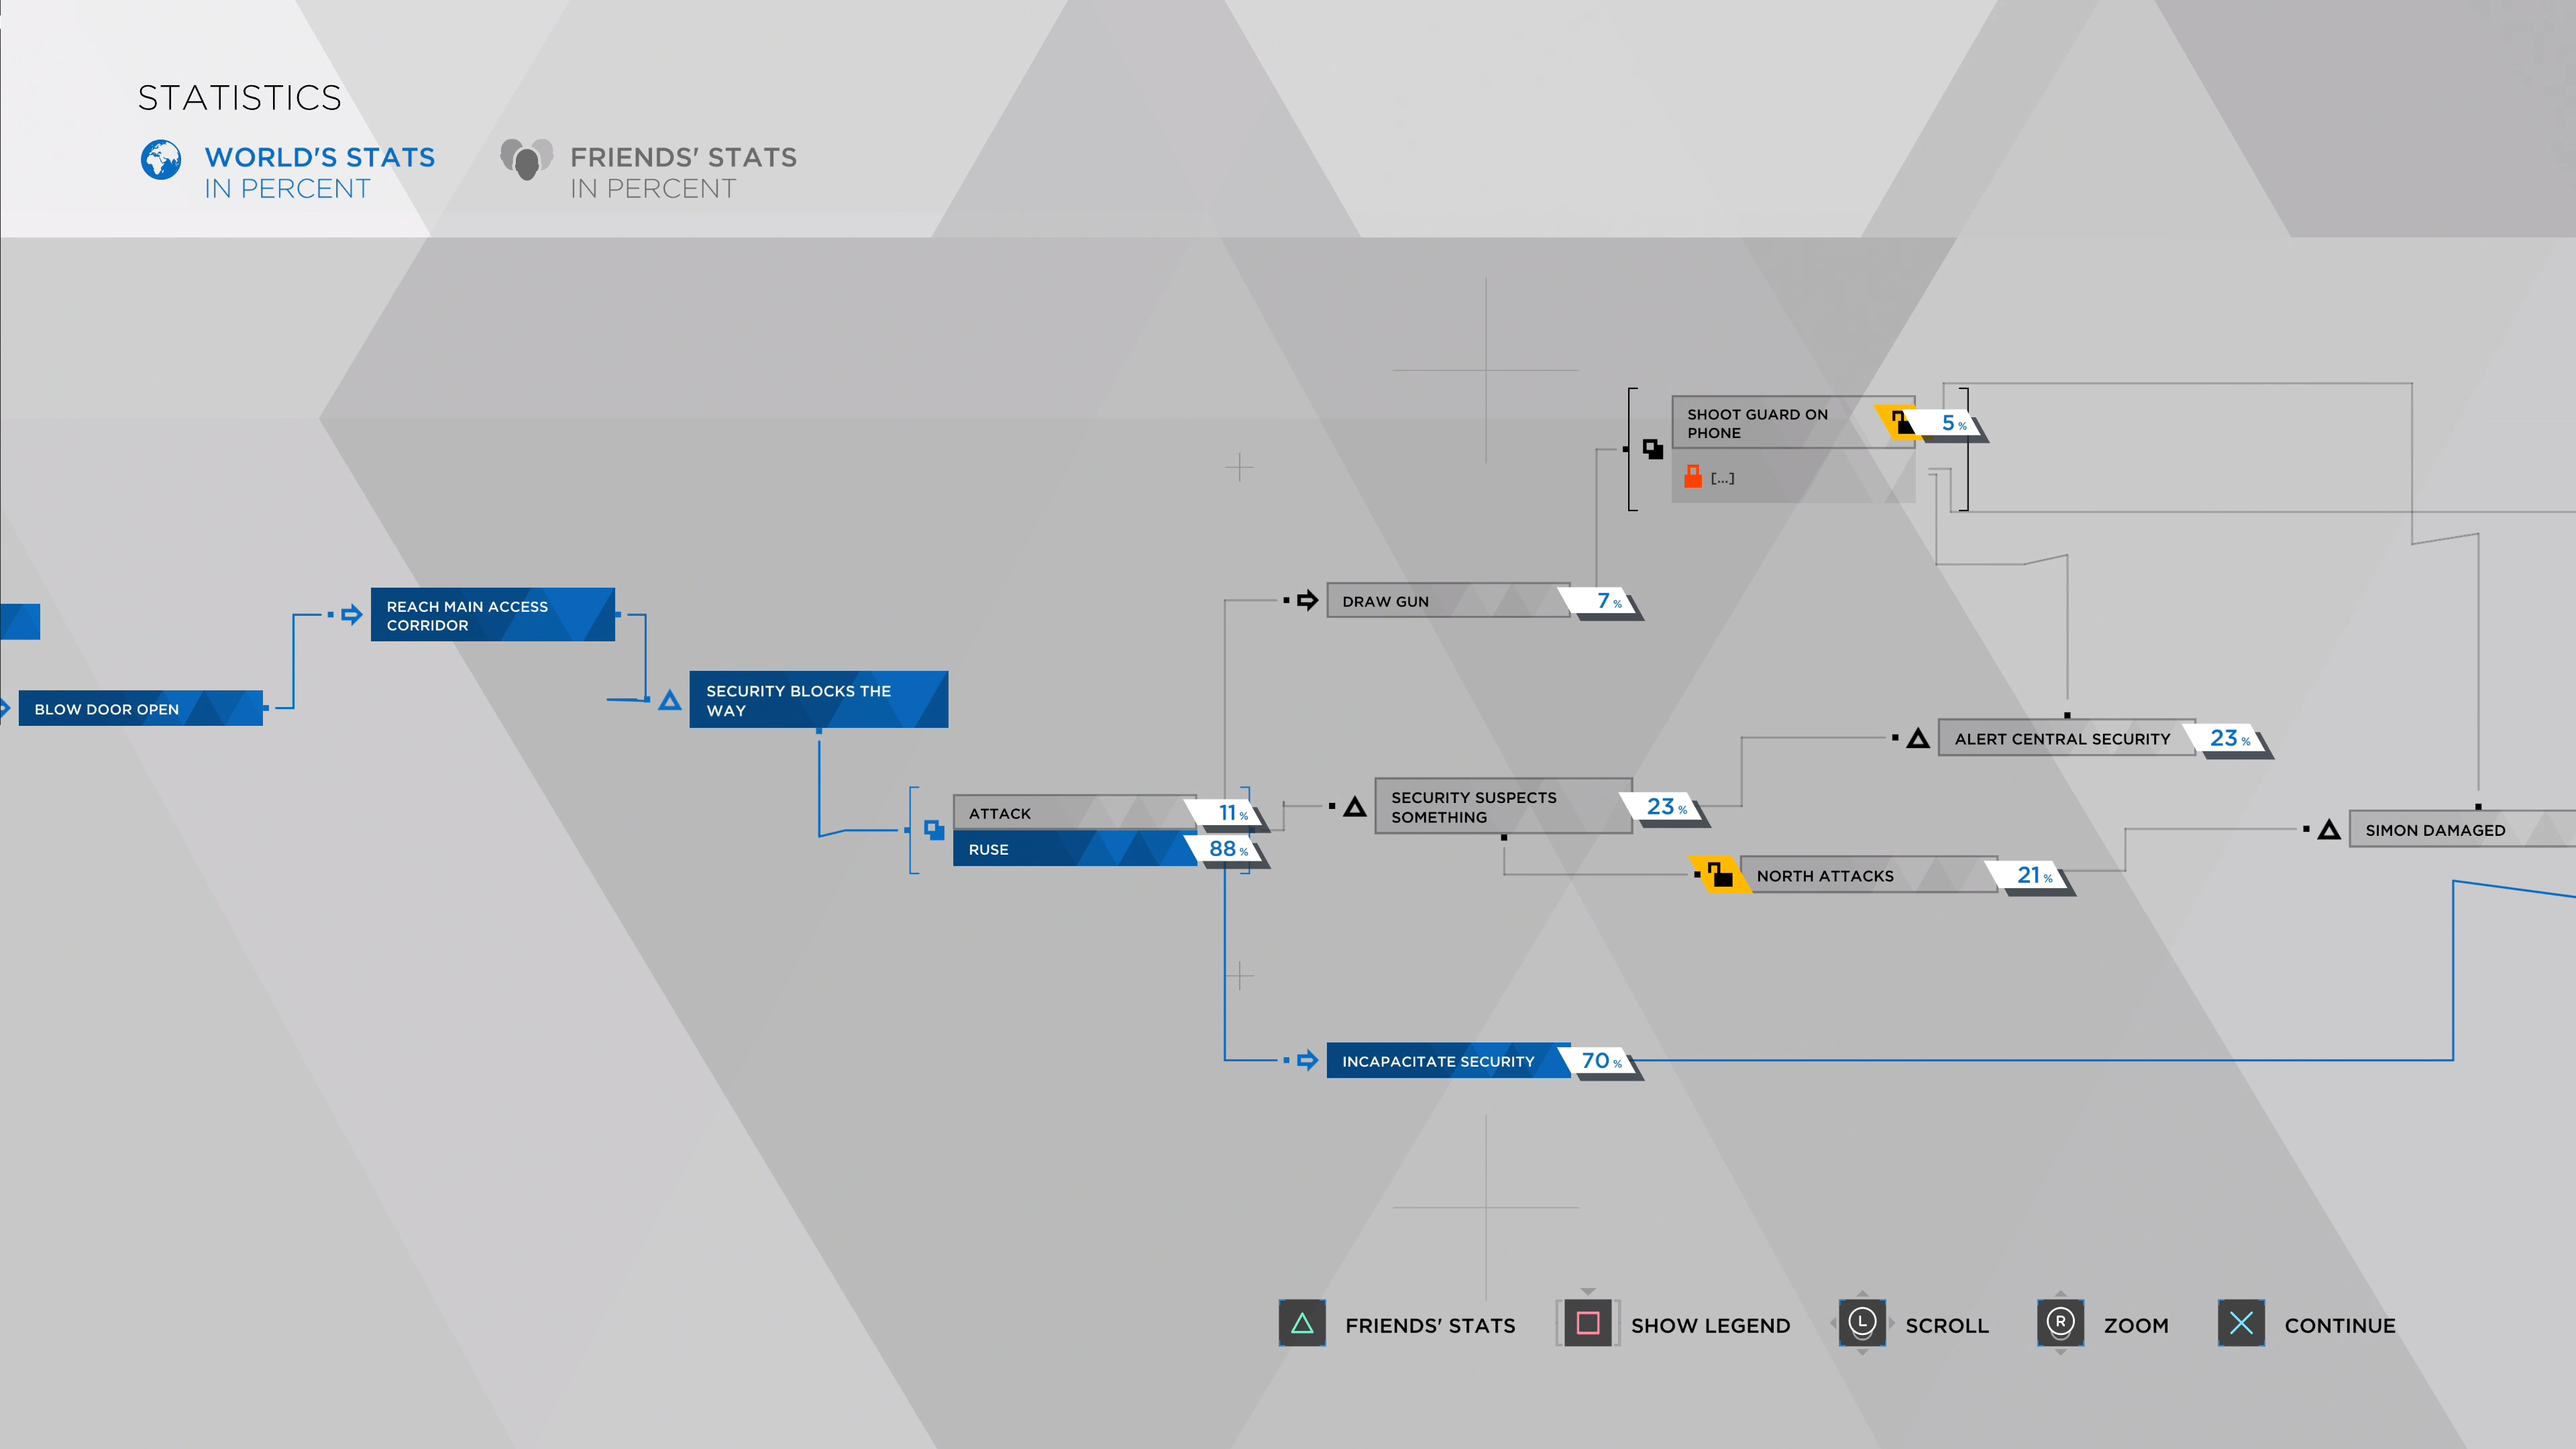 STATISTICS
WORLD'S STATS
IN PERCENT
FRIENDS' STATS
IN PERCENT
SHOOT GUARD ON
PHONE
5 %
[...]
DRAW GUN
7 %
REACH MAIN ACCESS
CORRIDOR
SECURITY BLOCKS THE
WAY
BLOW DOOR OPEN
ALERT CENTRAL SECURITY
23 %
ATTACK
11 %
RUSE
88 %
SECURITY SUSPECTS
SOMETHING
23 %
SIMON DAMAGED
NORTH ATTACKS
21 %
INCAPACITATE SECURITY
70 %
FRIENDS' STATS
SHOW LEGEND
L
SCROLL
R
ZOOM
CONTINUE